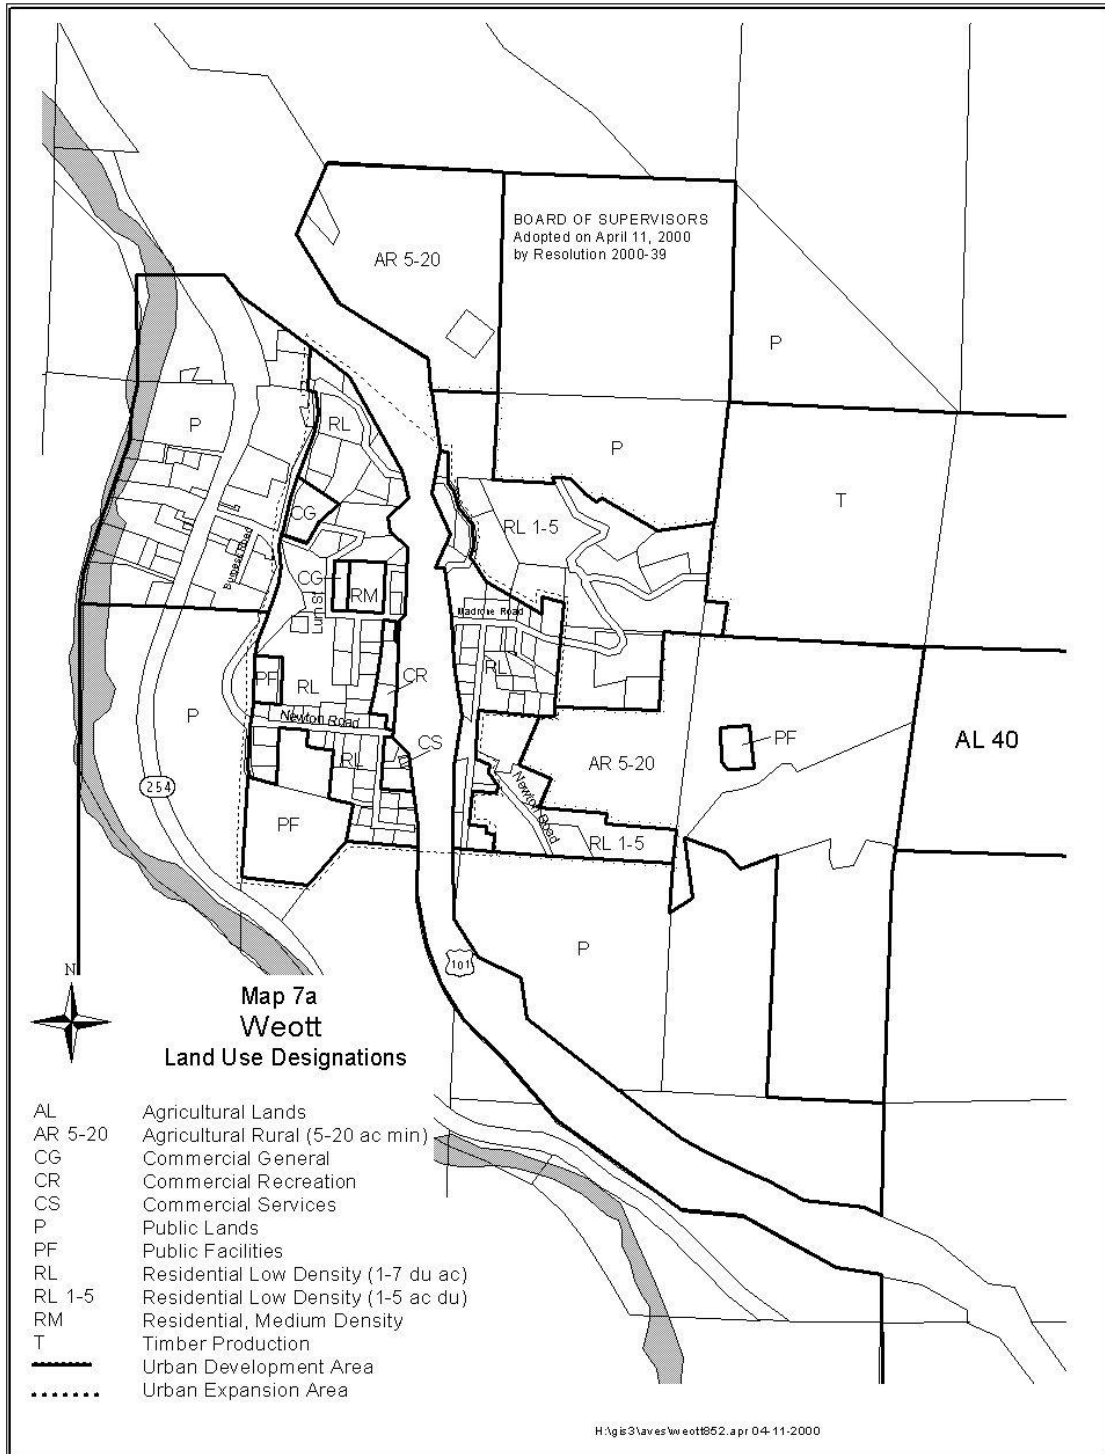 BOARD OF SUPERVISORS
Adopted on April 11, 2000
by Resolution 2000-39
AR 5-20
P
P
RL
P
T
CG
RL 1-5
CG
RM
Madrone Road
RL
PF
CR
RL
P
Newton Road
CS
PF
AL 40
RL
AR 5-20
254
Newton Road
PF
RL 1-5
P
101
N
Map 7a
Weott
Land Use Designations
AL Agricultural Lands
AR 5-20 Agricultural Rural (5-20 ac min)
CG Commercial General
CR Commercial Recreation
CS Commercial Services
P Public Lands
PF Public Facilities
RL Residential Low Density (1-7 du ac)
RL 1-5 Residential Low Density (1-5 ac du)
RM Residential, Medium Density
T Timber Production
Urban Development Area
Urban Expansion Area
H:\gis3\aves\weott852.apr 04-11-2000